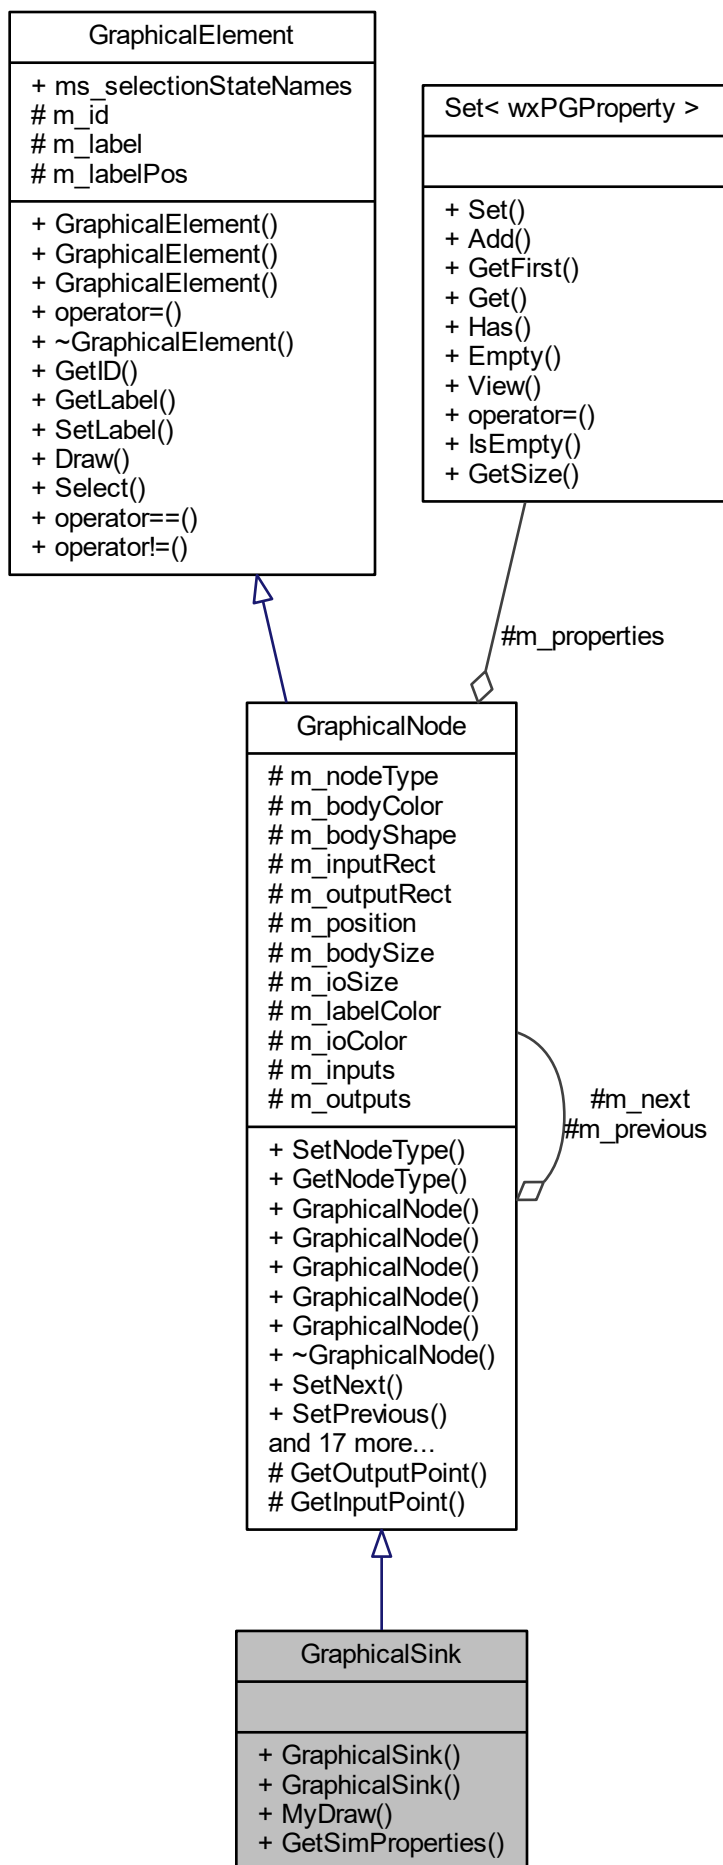 GraphicalElement
+ ms_selectionStateNames
# m_id
# m_label
# m_labelPos
+ GraphicalElement()
+ GraphicalElement()
+ GraphicalElement()
+ operator=()
+ ~GraphicalElement()
+ GetID()
+ GetLabel()
+ SetLabel()
+ Draw()
+ Select()
+ operator==()
+ operator!=()
Set< wxPGProperty >
+ Set()
+ Add()
+ GetFirst()
+ Get()
+ Has()
+ Empty()
+ View()
+ operator=()
+ IsEmpty()
+ GetSize()
#m_properties
GraphicalNode
# m_nodeType
# m_bodyColor
# m_bodyShape
# m_inputRect
# m_outputRect
# m_position
# m_bodySize
# m_ioSize
# m_labelColor
# m_ioColor
# m_inputs
# m_outputs
+ SetNodeType()
+ GetNodeType()
+ GraphicalNode()
+ GraphicalNode()
+ GraphicalNode()
+ GraphicalNode()
+ GraphicalNode()
+ ~GraphicalNode()
+ SetNext()
+ SetPrevious()
and 17 more...
# GetOutputPoint()
# GetInputPoint()
#m_next
#m_previous
GraphicalSink
+ GraphicalSink()
+ GraphicalSink()
+ MyDraw()
+ GetSimProperties()